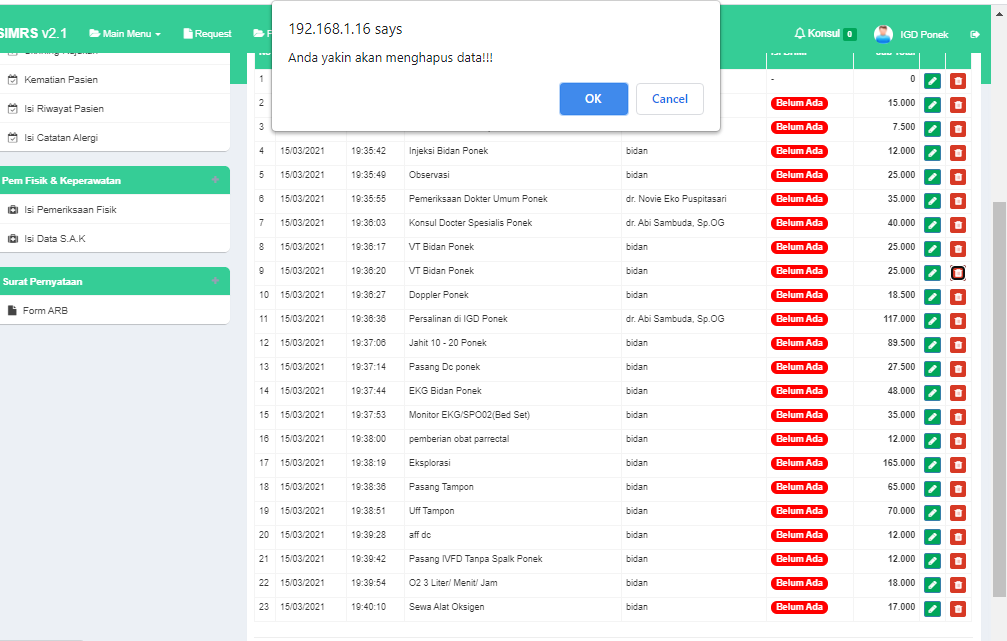 192.168.1.16 says
Anda yakin akan menghapus data!!!
OK Cancel
SIMRS v2.1 Main Menu Request Konsul 0 IGD Ponek
Kematian Pasien
Isi Riwayat Pasien
Isi Catatan Alergi
Pem Fisik & Keperawatan
Isi Pemeriksaan Fisik
Isi Data S.A.K
Surat Pernyataan
Form ARB
1 - 0
2 Belum Ada 15.000
3 Belum Ada 7.500
4 15/03/2021 19:35:42 Injeksi Bidan Ponek bidan Belum Ada 12.000
5 15/03/2021 19:35:49 Observasi bidan Belum Ada 25.000
6 15/03/2021 19:35:55 Pemeriksaan Dokter Umum Ponek dr. Novie Eko Puspitasari Belum Ada 35.000
7 15/03/2021 19:36:03 Konsul Docter Spesialis Ponek dr. Abi Sambuda, Sp.OG Belum Ada 40.000
8 15/03/2021 19:36:17 VT Bidan Ponek bidan Belum Ada 25.000
9 15/03/2021 19:36:20 VT Bidan Ponek bidan Belum Ada 25.000
10 15/03/2021 19:36:27 Doppler Ponek bidan Belum Ada 18.500
11 15/03/2021 19:36:36 Persalinan di IGD Ponek dr. Abi Sambuda, Sp.OG Belum Ada 117.000
12 15/03/2021 19:37:06 Jahit 10 - 20 Ponek bidan Belum Ada 89.500
13 15/03/2021 19:37:14 Pasang Dc ponek bidan Belum Ada 27.500
14 15/03/2021 19:37:44 EKG Bidan Ponek bidan Belum Ada 48.000
15 15/03/2021 19:37:53 Monitor EKG/SPO02(Bed Set) bidan Belum Ada 35.000
16 15/03/2021 19:38:00 pemberian obat parrectal bidan Belum Ada 12.000
17 15/03/2021 19:38:19 Eksplorasi bidan Belum Ada 165.000
18 15/03/2021 19:38:36 Pasang Tampon bidan Belum Ada 65.000
19 15/03/2021 19:38:51 Uff Tampon bidan Belum Ada 70.000
20 15/03/2021 19:39:28 aff dc bidan Belum Ada 12.000
21 15/03/2021 19:39:42 Pasang IVFD Tanpa Spalk Ponek bidan Belum Ada 12.000
22 15/03/2021 19:39:54 O2 3 Liter/ Menit/ Jam bidan Belum Ada 18.000
23 15/03/2021 19:40:10 Sewa Alat Oksigen bidan Belum Ada 17.000